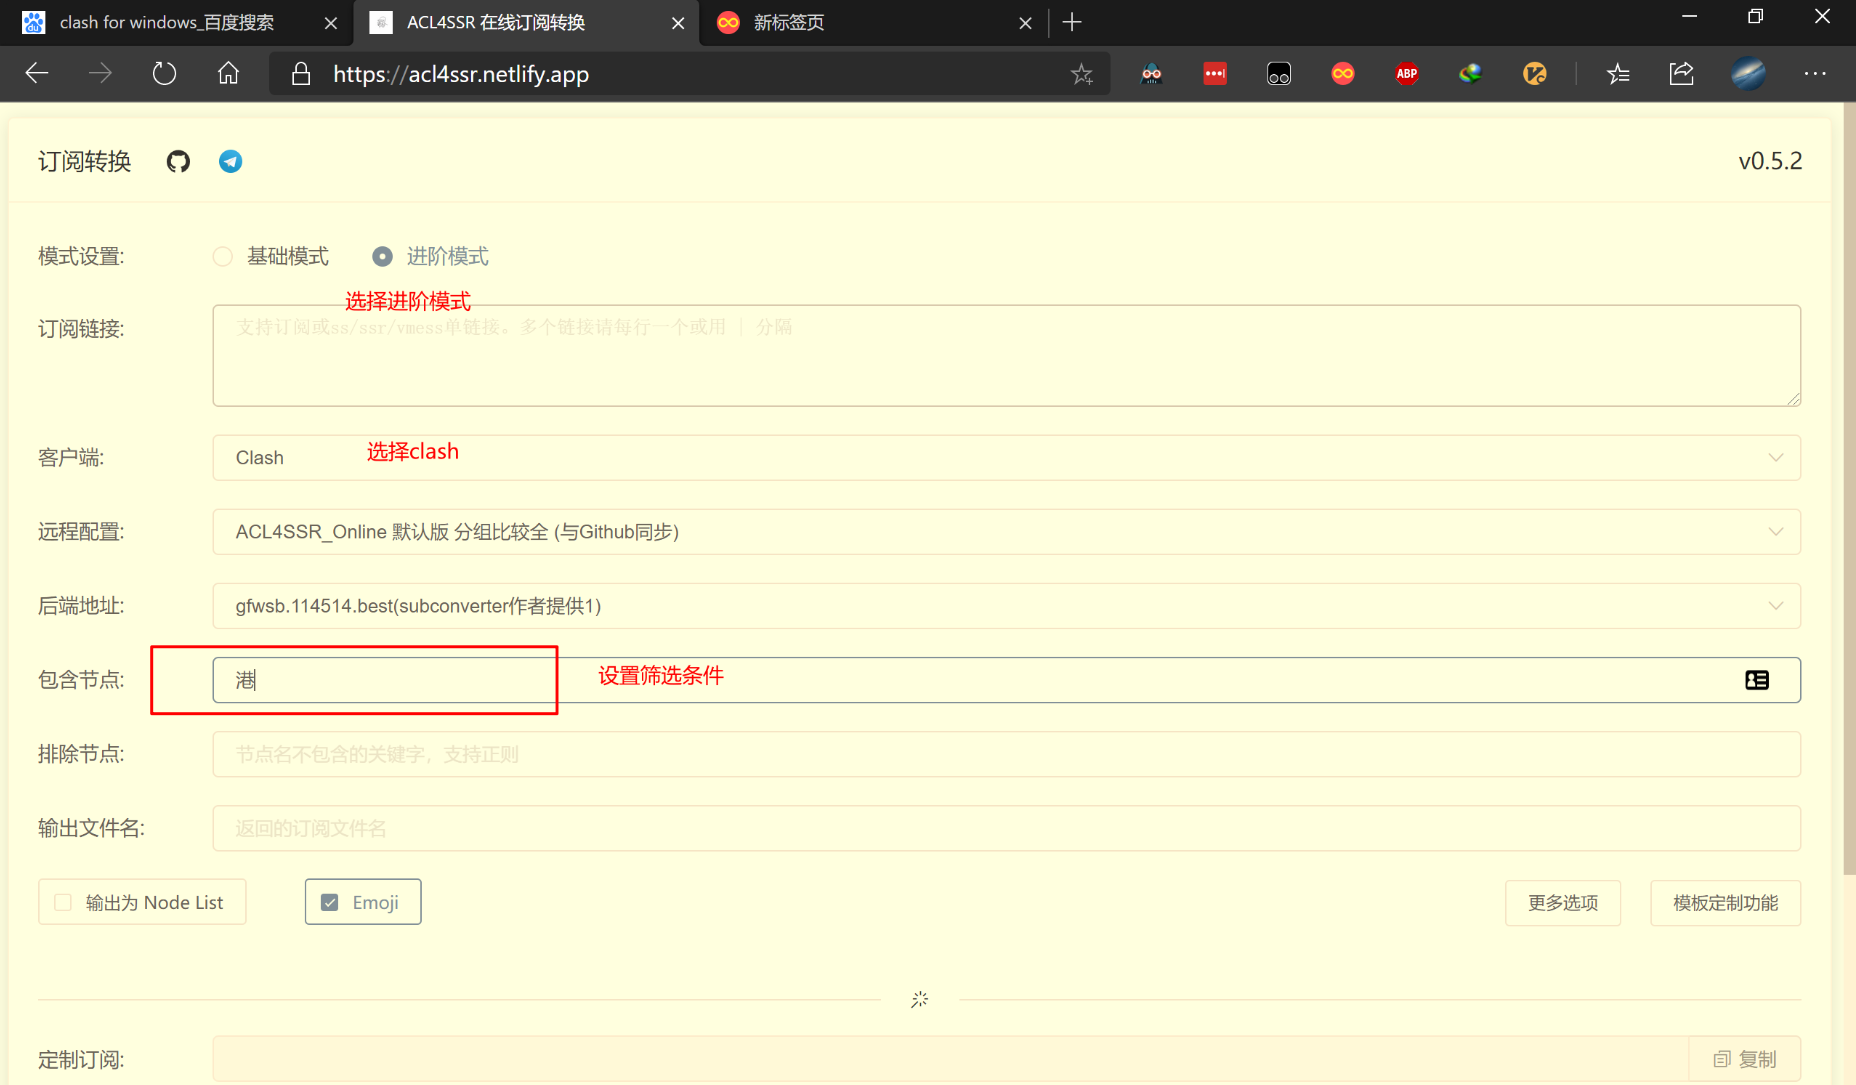 clash for windows_百度搜索
ACL4SSR 在线订阅转换
新标签页
https://acl4ssr.netlify.app
ABP
订阅转换
v0.5.2
模式设置:
基础模式
进阶模式
选择进阶模式
订阅链接:
支持订阅或ss/ssr/vmess单链接。多个链接请每行一个或用 | 分隔
客户端:
Clash
选择clash
远程配置:
ACL4SSR_Online 默认版 分组比较全 (与Github同步)
后端地址:
gfwsb.114514.best(subconverter作者提供1)
包含节点:
港
设置筛选条件
排除节点:
节点名不包含的关键字，支持正则
输出文件名:
返回的订阅文件名
输出为 Node List
Emoji
更多选项
模板定制功能
定制订阅:
复制